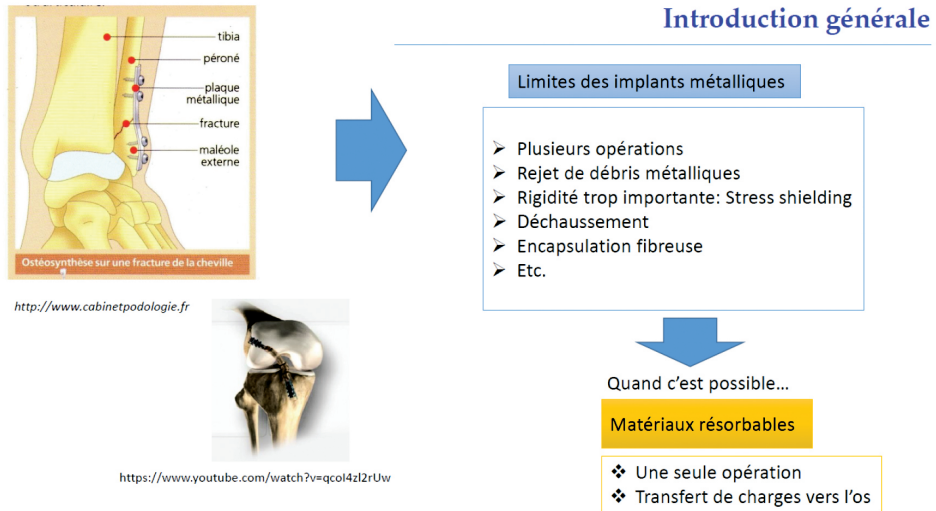 Introduction générale
tibia
péroné
plaque
métallique
fracture
maléole
externe
Ostéosynthèse sur une fracture de la cheville
http://www.cabinetpodologie.fr
https://www.youtube.com/watch?v=qcoI4zl2rUw
Limites des implants métalliques
➢ Plusieurs opérations
➢ Rejet de débris métalliques
➢ Rigidité trop importante: Stress shielding
➢ Déchaussement
➢ Encapsulation fibreuse
➢ Etc.
Quand c’est possible…
Matériaux résorbables
❖ Une seule opération
❖ Transfert de charges vers l’os